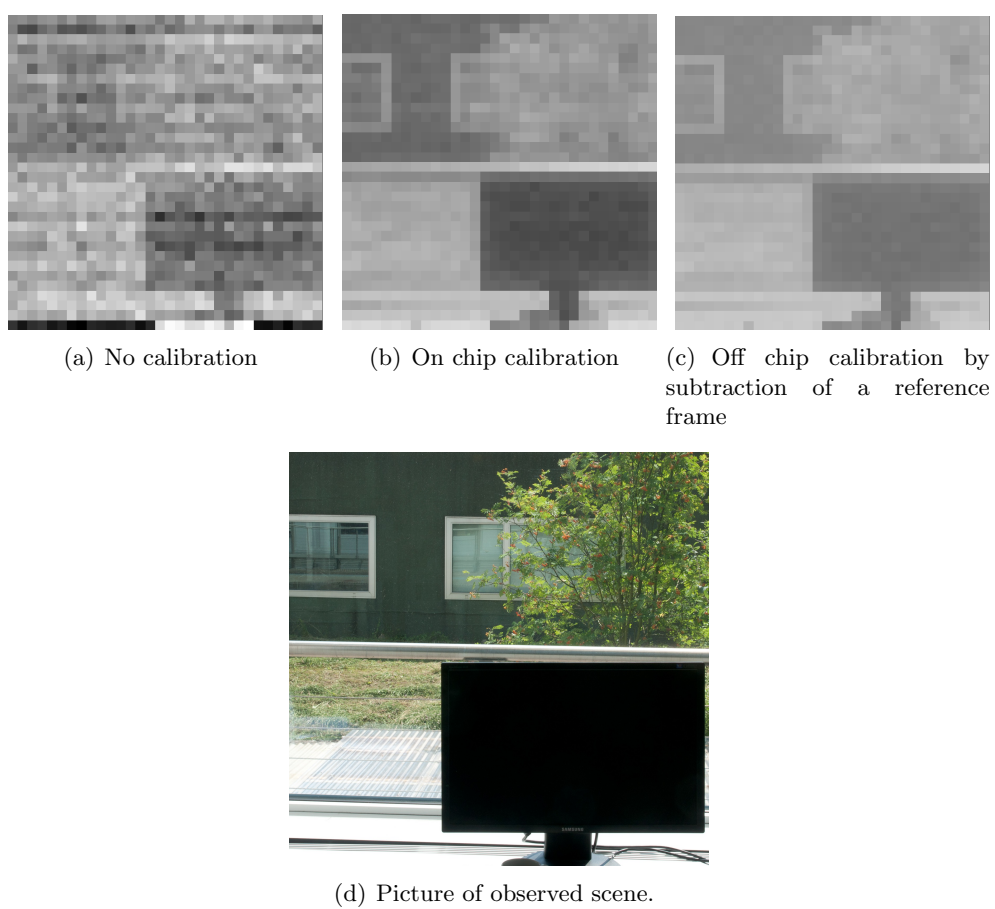 (a) No calibration
(b) On chip calibration
(c) Off chip calibration by
subtraction of a reference
frame
SAMSUNG
(d) Picture of observed scene.